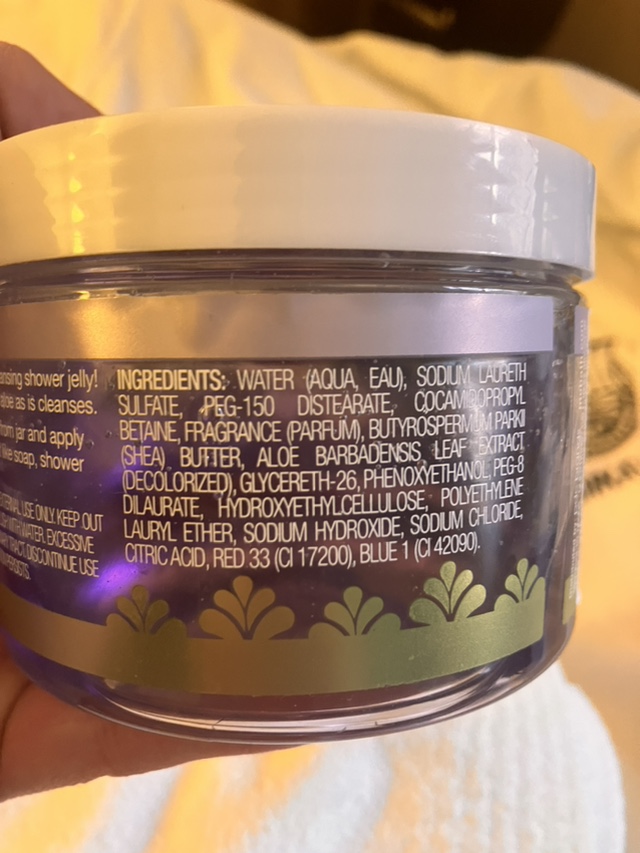 ansing shower jelly!
aloe as is cleanses.
from jar and apply
like soap, shower
USE ONLY. KEEP OUT
WITH WATER. EXCESSIVE
DISCONTINUE USE
INGREDIENTS: WATER (AQUA, EAU), SODIUM LAURETH
SULFATE, PEG-150 DISTEARATE, COCAMIDOPROPYL
BETAINE, FRAGRANCE (PARFUM), BUTYROSPERMUM PARKII
(SHEA) BUTTER, ALOE BARBADENSIS LEAF EXTRACT
(DECOLORIZED), GLYCERETH-26, PHENOXYETHANOL, PEG-8
DILAURATE, HYDROXYETHYLCELLULOSE, POLYETHYLENE
LAURYL ETHER, SODIUM HYDROXIDE, SODIUM CHLORIDE,
CITRIC ACID, RED 33 (CI 17200), BLUE 1 (CI 42090).